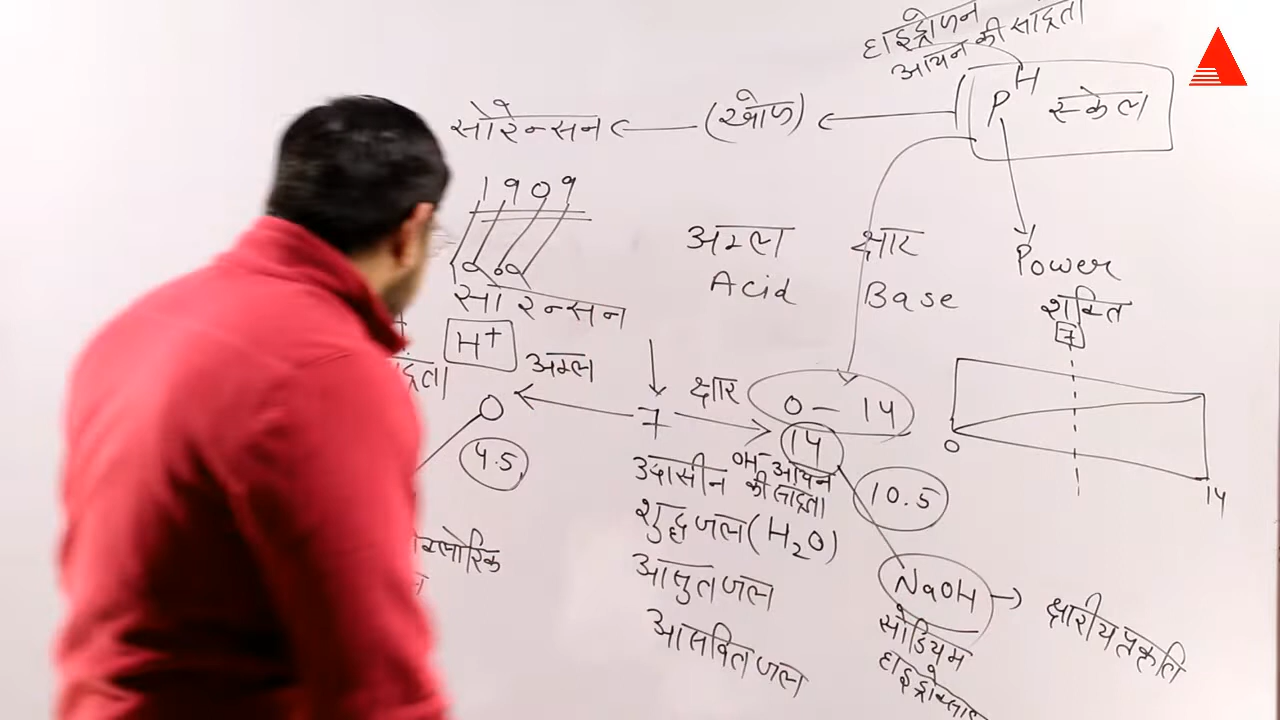 हाइड्रोजन
आयन की सांद्रता
PH स्केल
(खोज)
सॉरेन्सन
1909
सॉरेन्सन
अम्ल
Acid
क्षार
Base
Power
शक्ति
7
H+
अम्ल
क्षार
0 — 14
0
7
14
4.5
उदासीन
OH- आयन
की सांद्रता
10.5
शुद्ध जल (H2O)
आसुत जल
आसवित जल
NaOH → क्षारीय प्रकृति
सोडियम
0
14